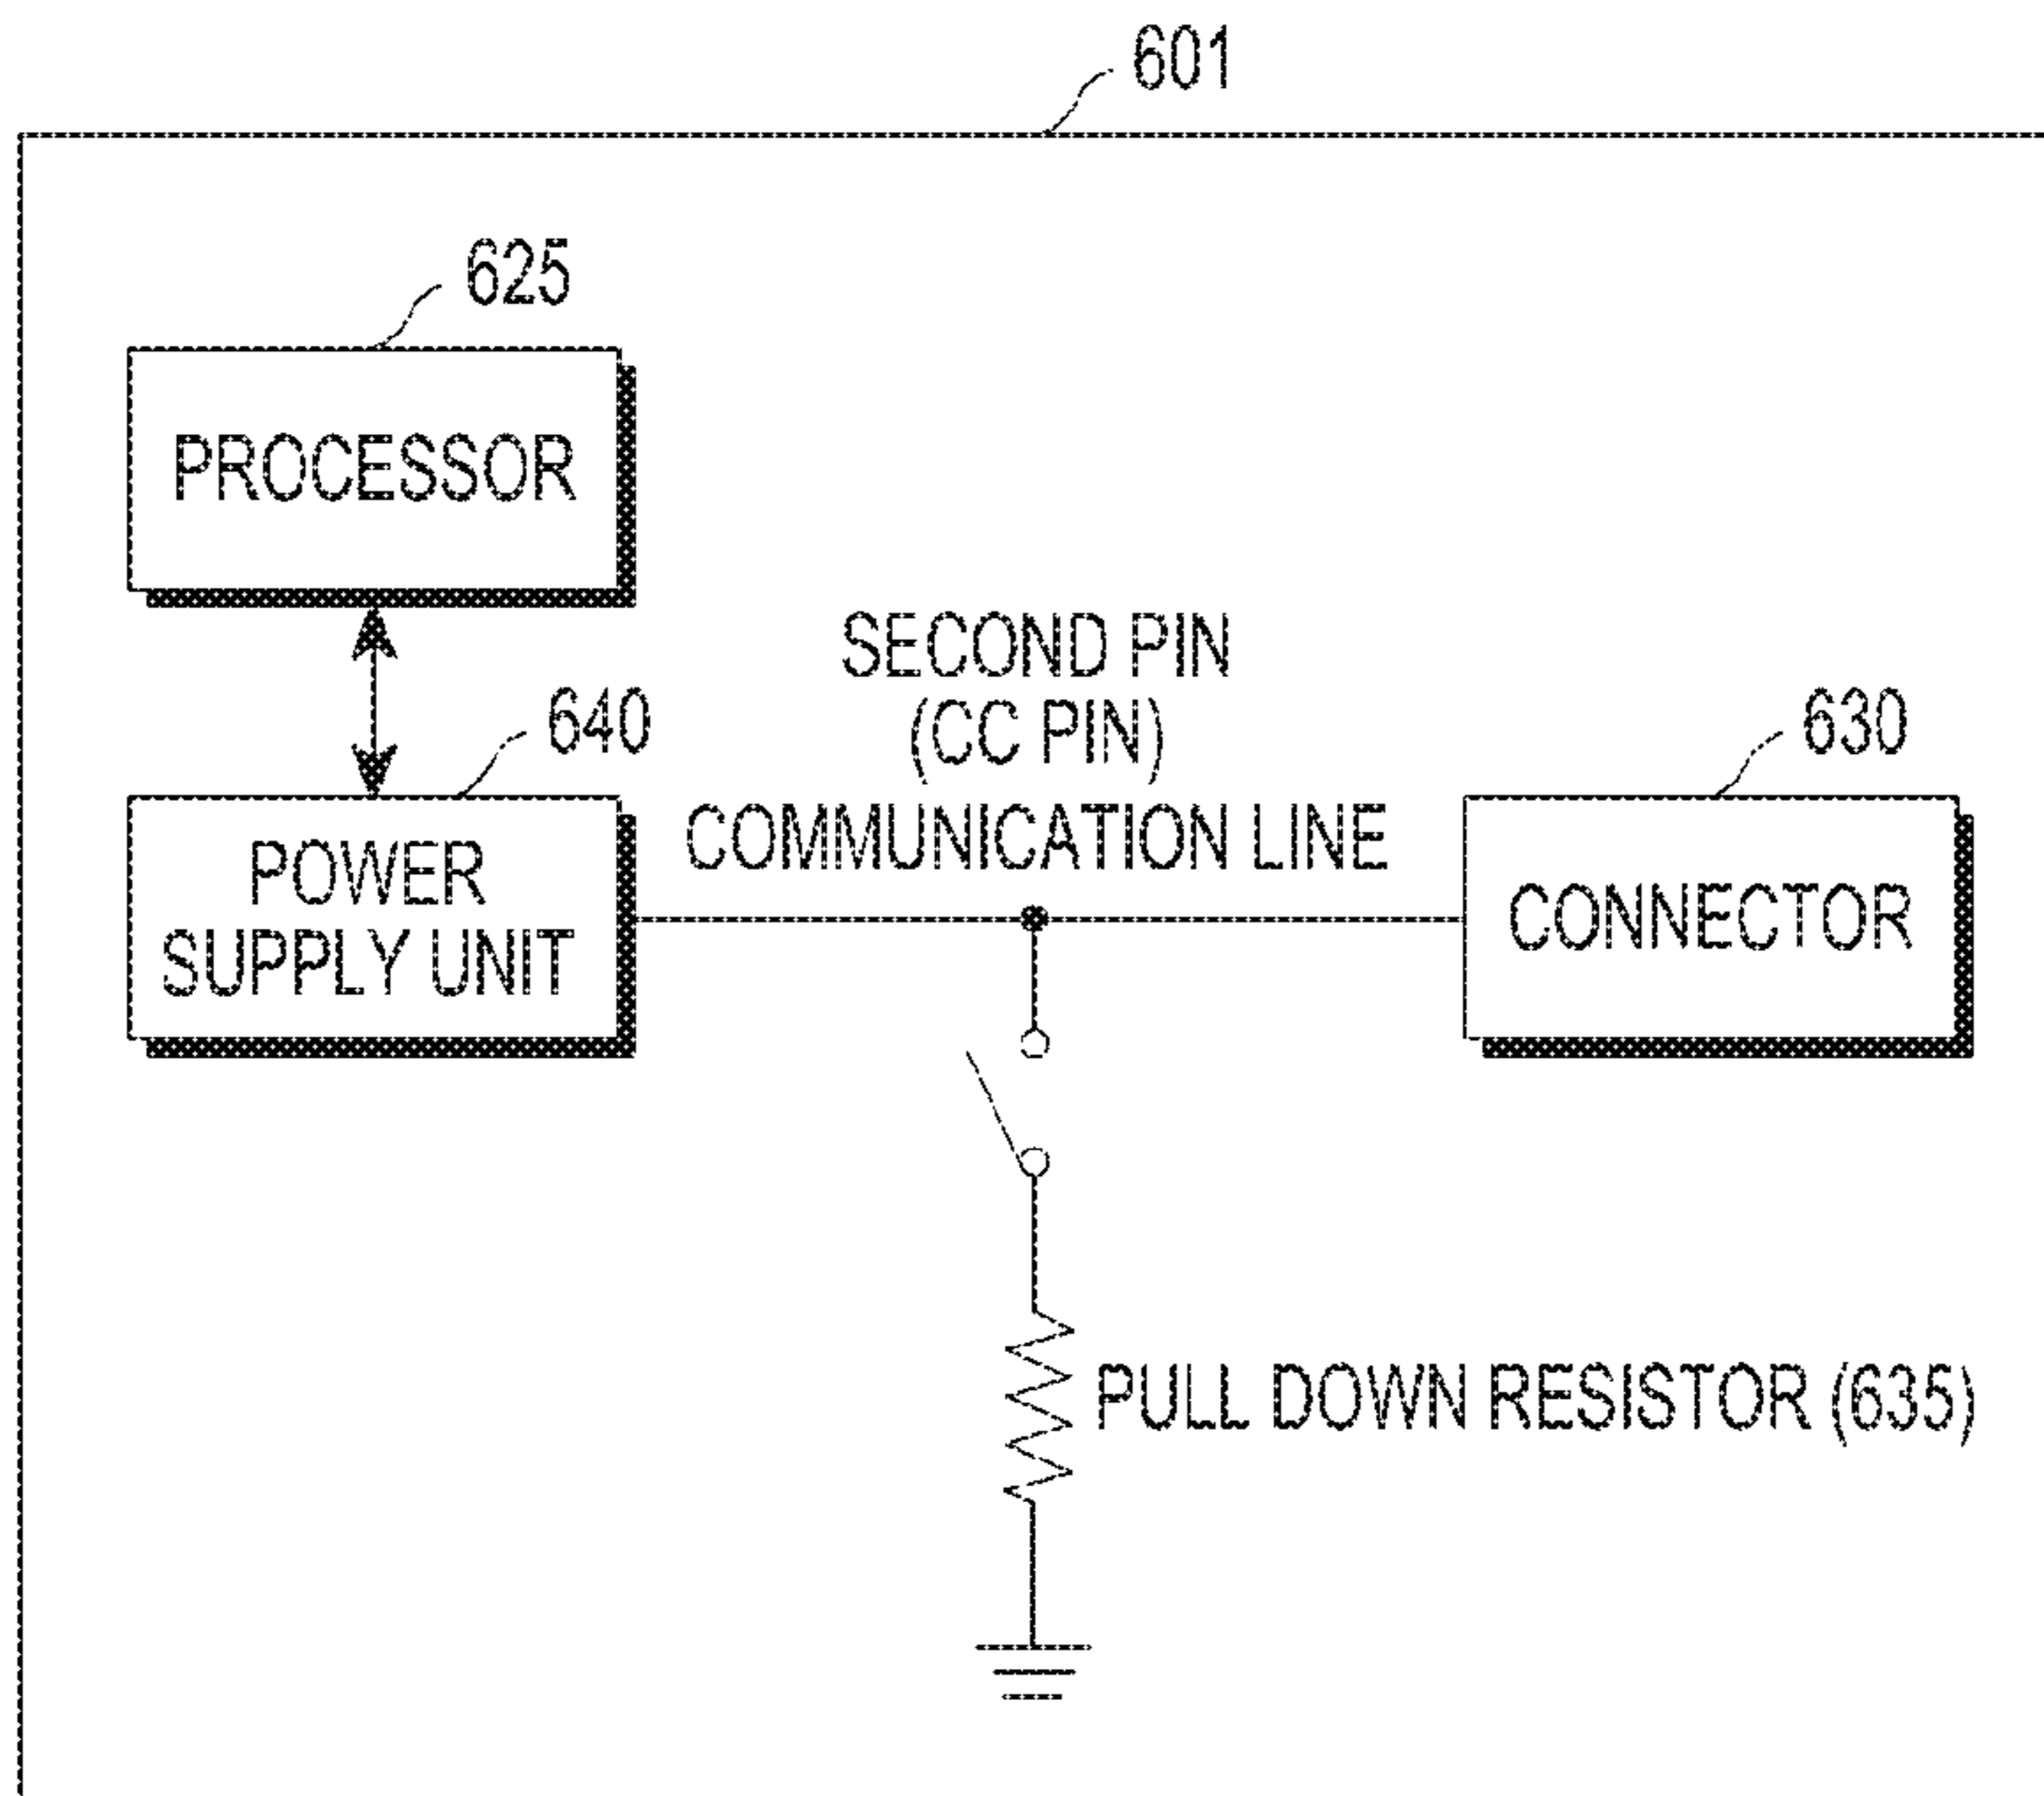 601
625
PROCESSOR
SECOND PIN
(CC PIN)
COMMUNICATION LINE
640
POWER
SUPPLY UNIT
630
CONNECTOR
PULL DOWN RESISTOR (635)